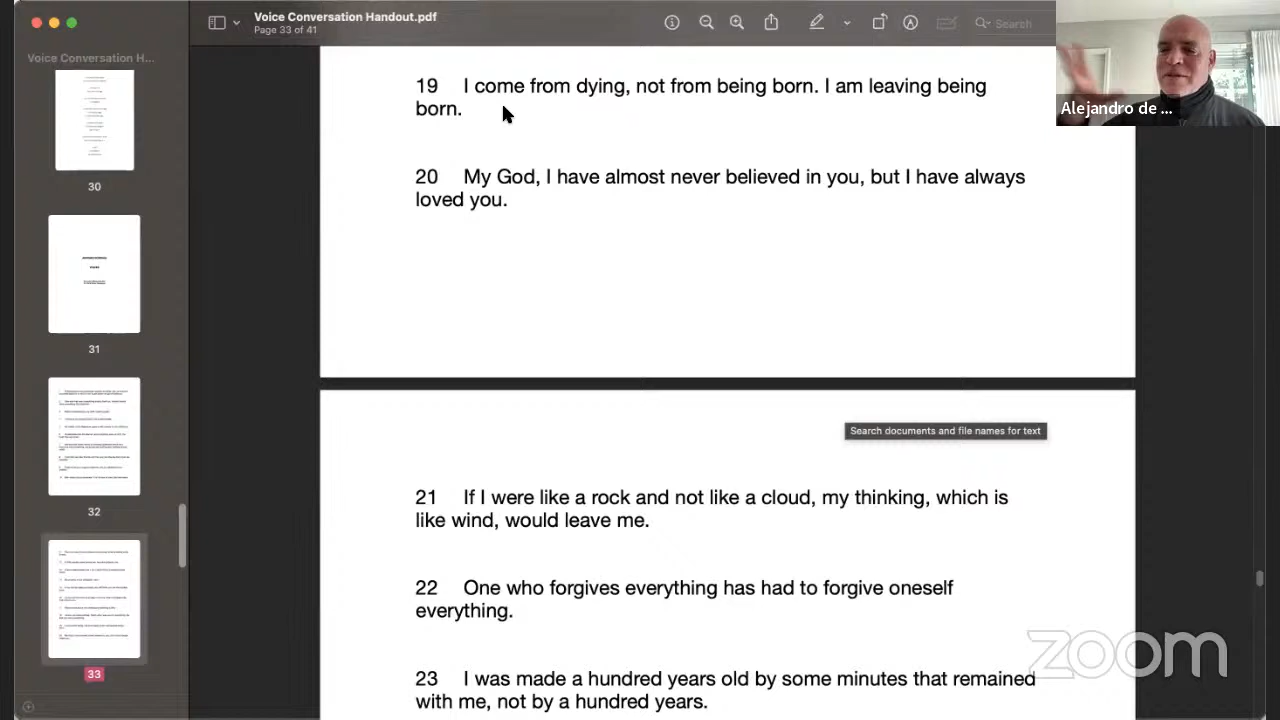 Voice Conversation Handout.pdf
Page 33 of 41
Search
Voice Conversation H...
30
31
32
33
19 I come from dying, not from being born. I am leaving being
born.
20 My God, I have almost never believed in you, but I have always
loved you.
Search documents and file names for text
21 If I were like a rock and not like a cloud, my thinking, which is
like wind, would leave me.
22 One who forgives everything has had to forgive oneself
everything.
23 I was made a hundred years old by some minutes that remained
with me, not by a hundred years.
Alejandro de ...
zoom